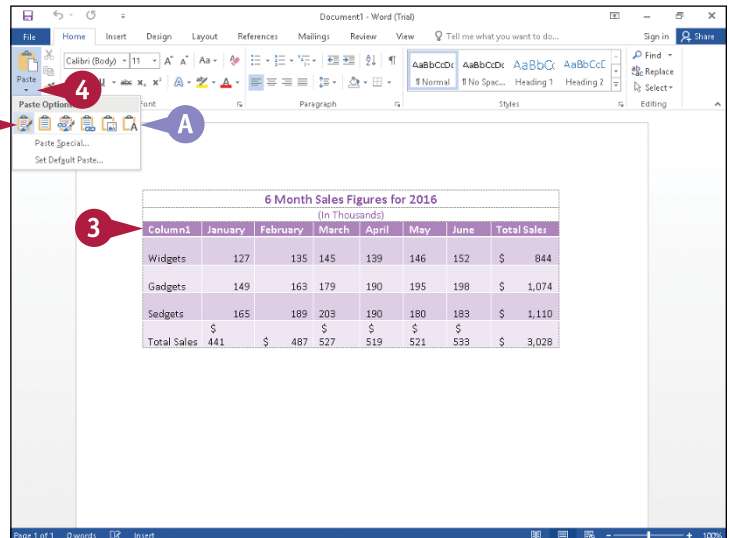 Document1 - Word (Trial)
File Home Insert Design Layout References Mailings Review View Tell me what you want to do... Sign in Share
Paste
Calibri (Body) 11 A A Aa
abc x, x² A A
AaBbCcDc AaBbCcDc AaBbCc AaBbCcE
¶ Normal ¶ No Spac... Heading 1 Heading 2
Find
Replace
Select
Font Paragraph Styles Editing
4
Paste Option
A
Paste Special...
Set Default Paste...
3
6 Month Sales Figures for 2016
(In Thousands)
Column1 January February March April May June Total Sales
Widgets 127 135 145 139 146 152 $ 844
Gadgets 149 163 179 190 195 198 $ 1,074
Sedgets 165 189 203 190 180 183 $ 1,110
$ $ $ $ $
Total Sales 441 $ 487 527 519 521 533 $ 3,028
Page 1 of 1 0 words Insert 100%